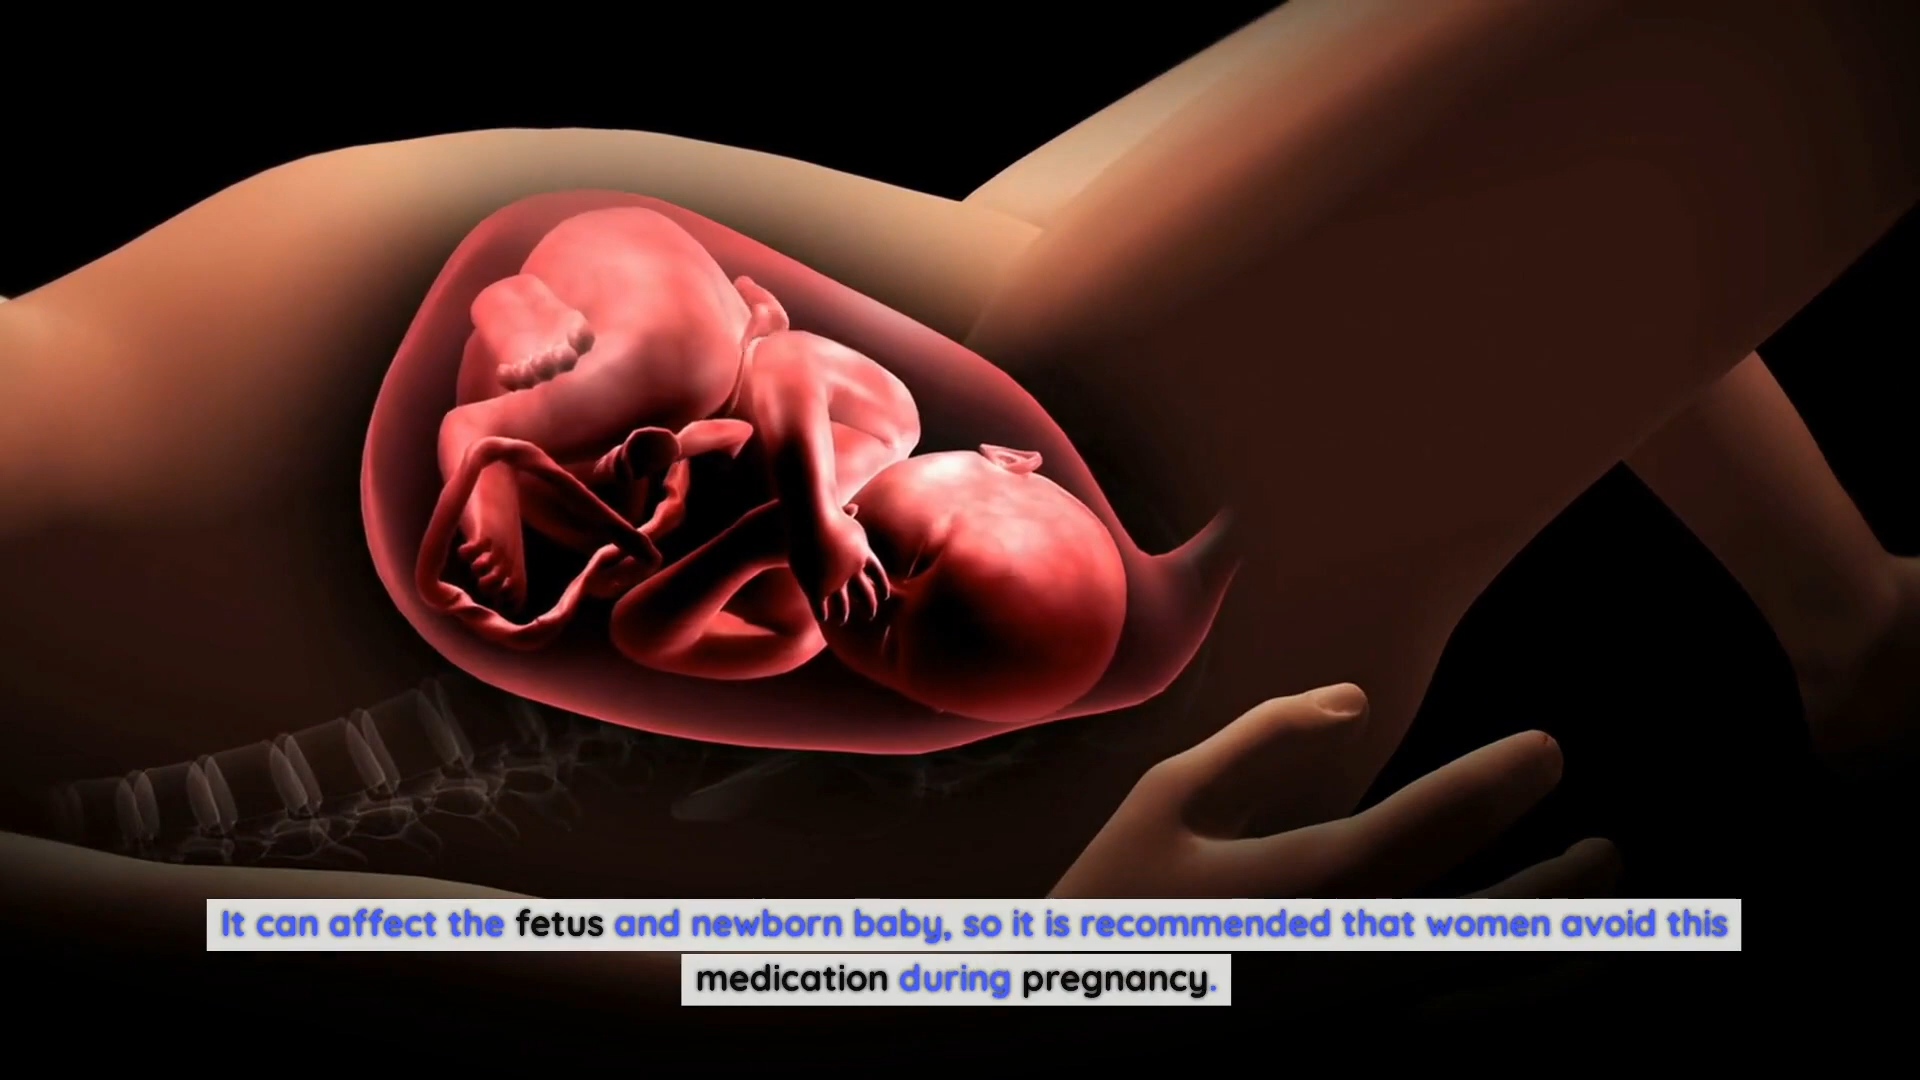 It can affect the fetus and newborn baby, so it is recommended that women avoid this
medication during pregnancy.